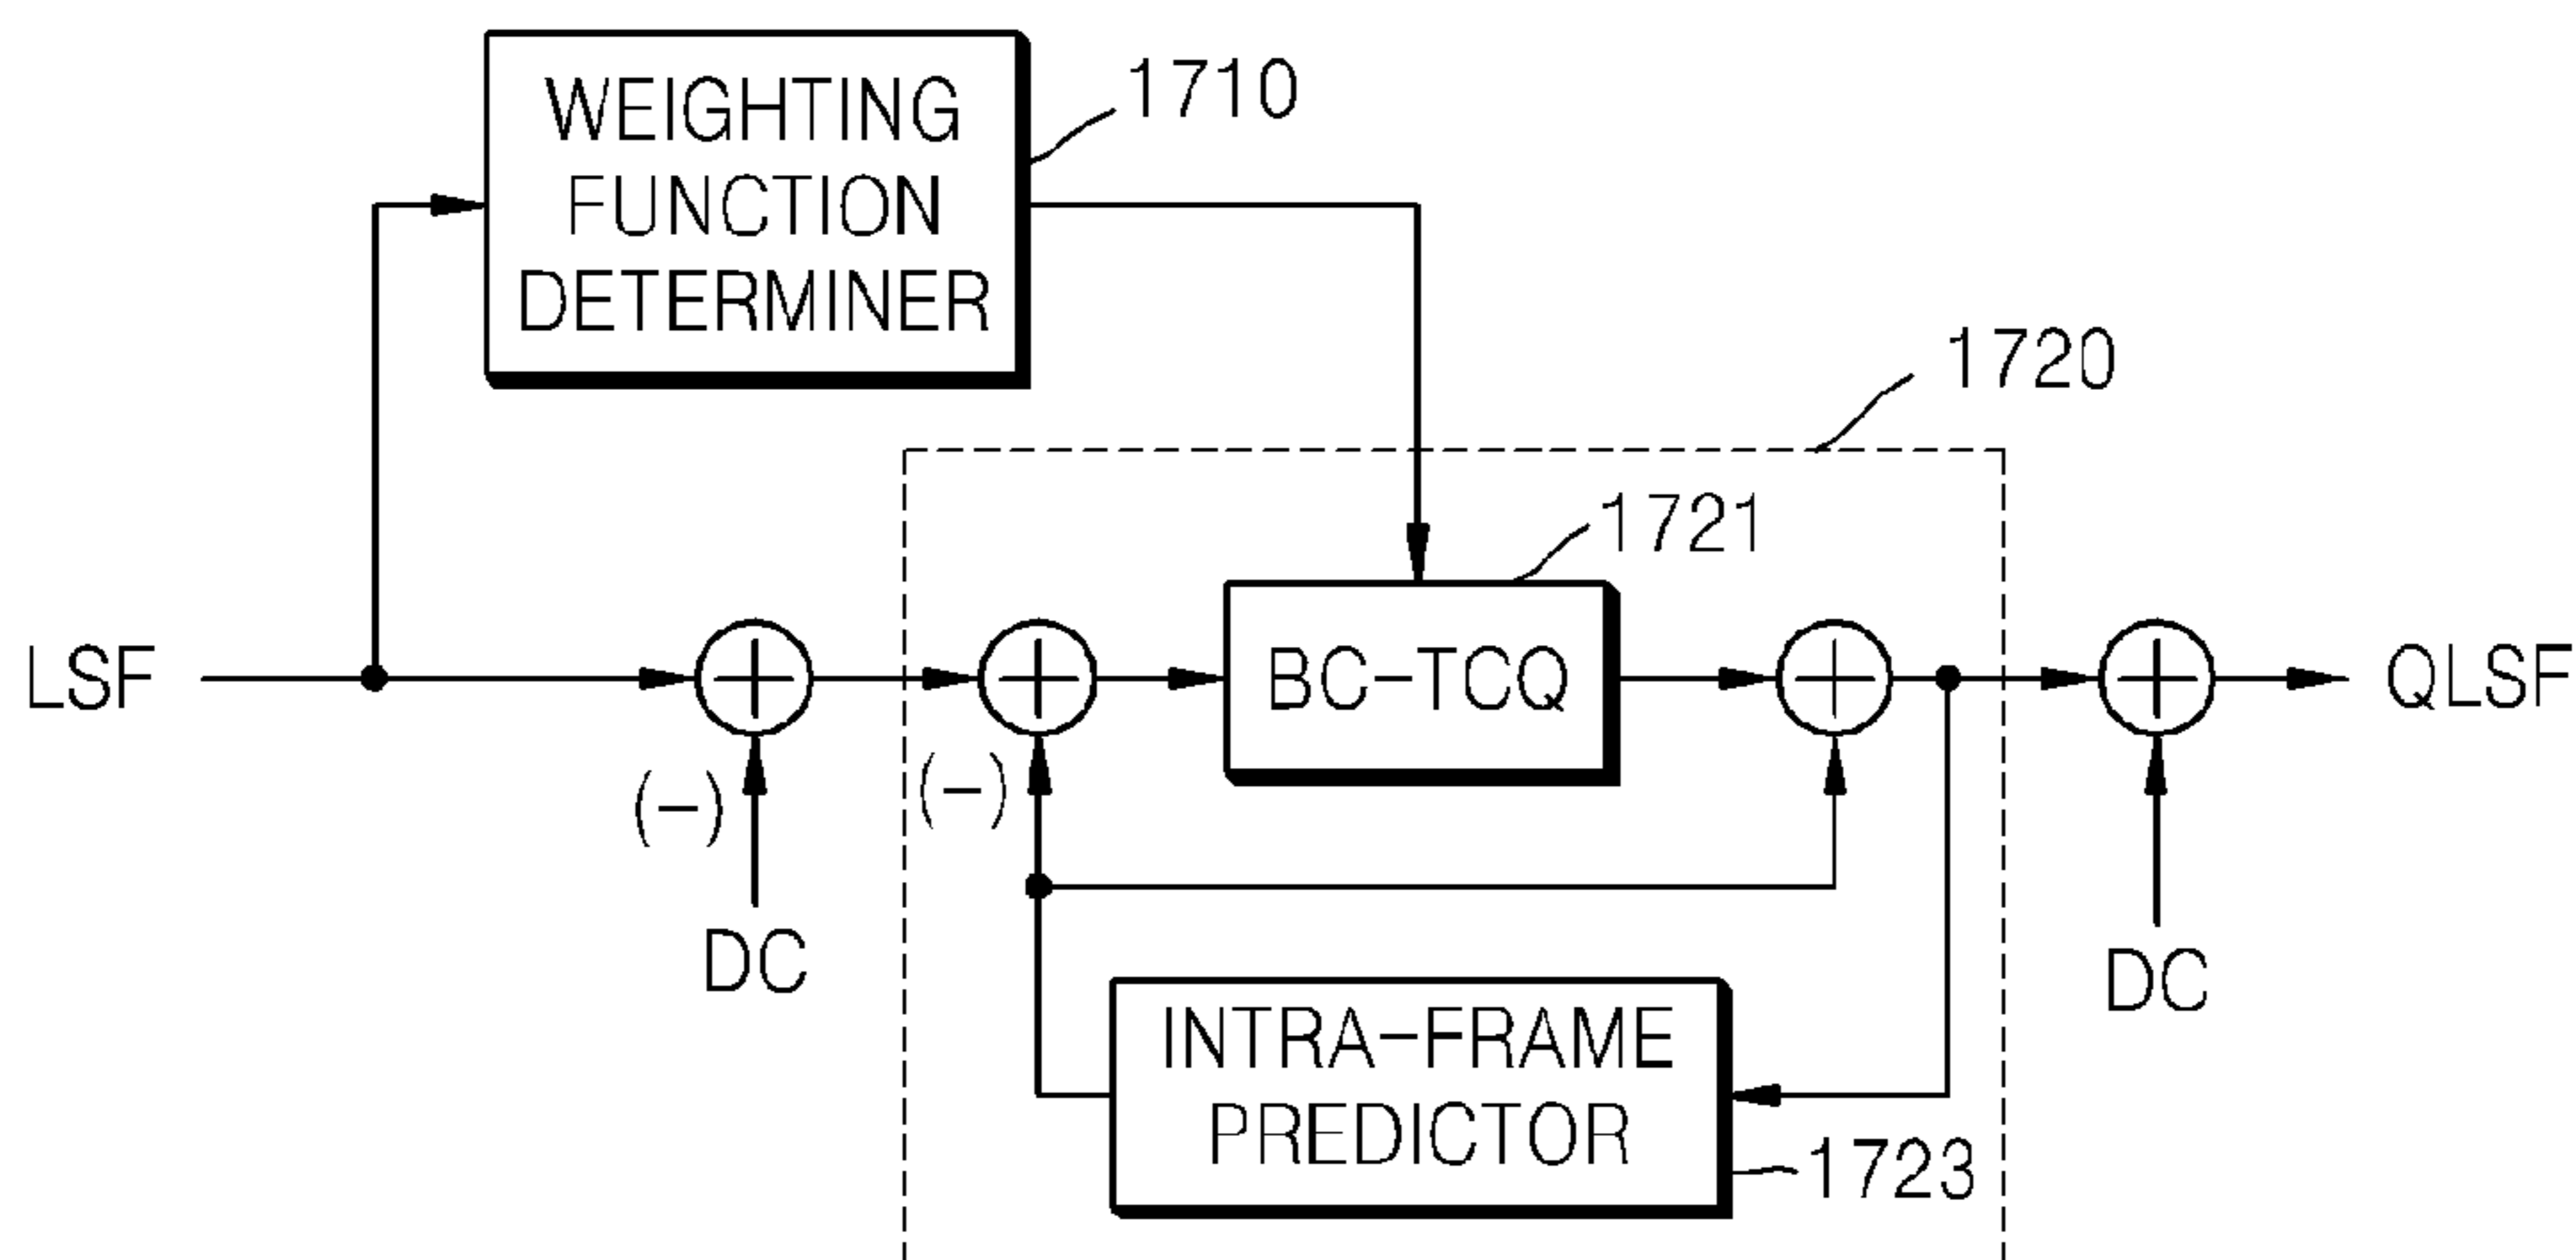 WEIGHTING
FUNCTION
DETERMINER
1710
1720
1721
LSF
BC-TCQ
QLSF
(-)
(-)
DC
DC
INTRA-FRAME
PREDICTOR
1723